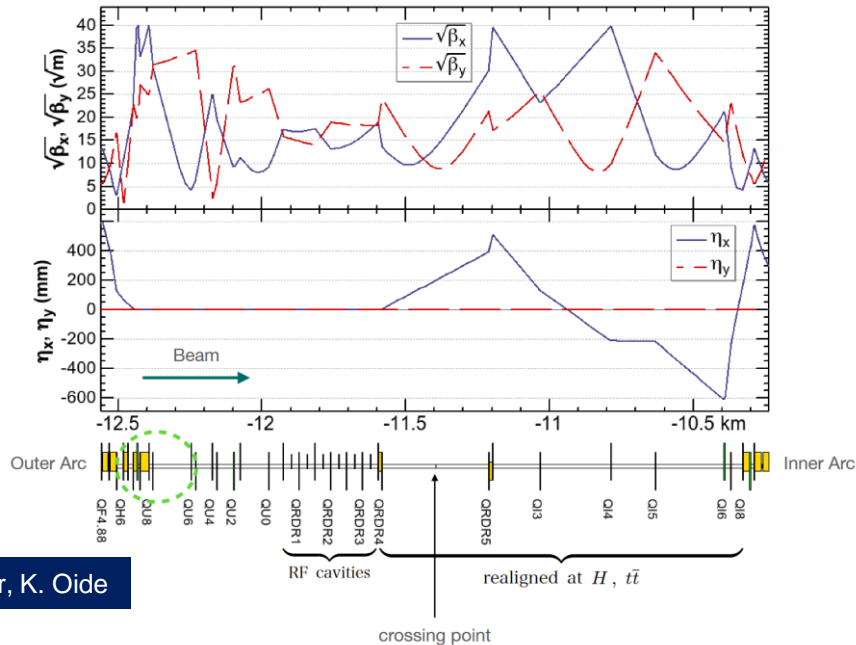 √βx, √βy (√m)
40
35
30
25
20
15
10
5
0
√βx
√βy
ηx, ηy (mm)
400
200
0
-200
-400
-600
ηx
ηy
Beam
-12.5
-12
-11.5
-11
-10.5 km
Outer Arc
Inner Arc
QF4.88
QH6
QU8
QU6
QU4
QU2
QU0
QRDR1
QRDR2
QRDR3
QRDR4
QRDR5
QI3
QI4
QI5
QI6
QI8
RF cavities
realigned at H, tt̄
r, K. Oide
crossing point